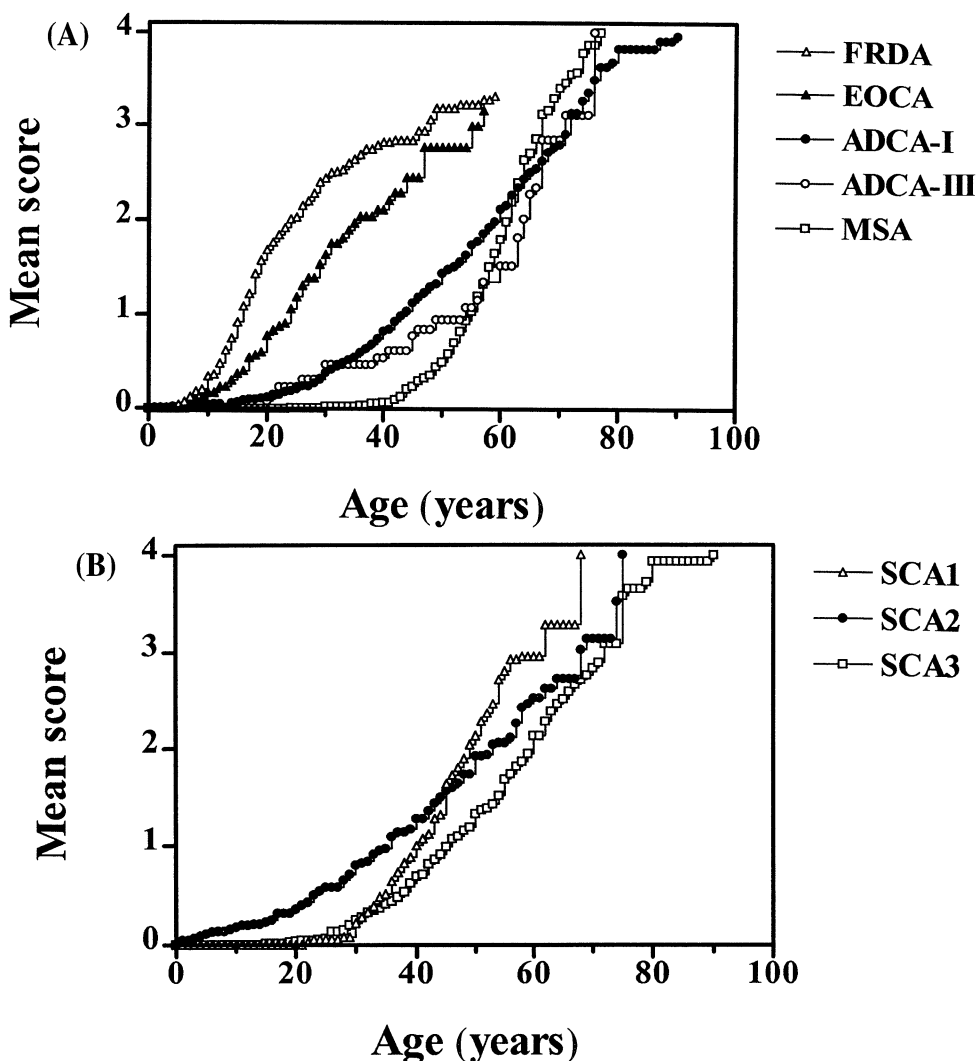 (A)
4
3
2
1
0
Mean score
0 20 40 60 80 100
Age (years)
FRDA
EOCA
ADCA-I
ADCA-III
MSA
(B)
4
3
2
1
0
Mean score
0 20 40 60 80 100
Age (years)
SCA1
SCA2
SCA3